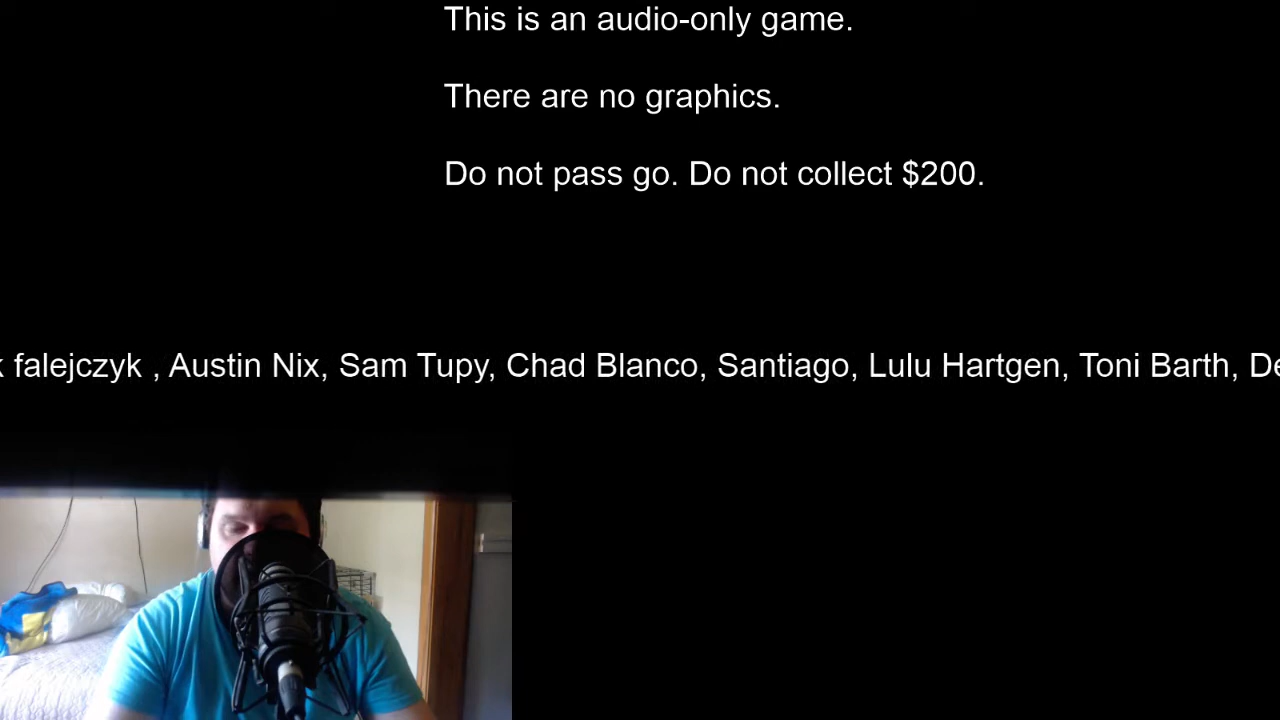 This is an audio-only game.
There are no graphics.
Do not pass go. Do not collect $200.
falejczyk , Austin Nix, Sam Tupy, Chad Blanco, Santiago, Lulu Hartgen, Toni Barth,